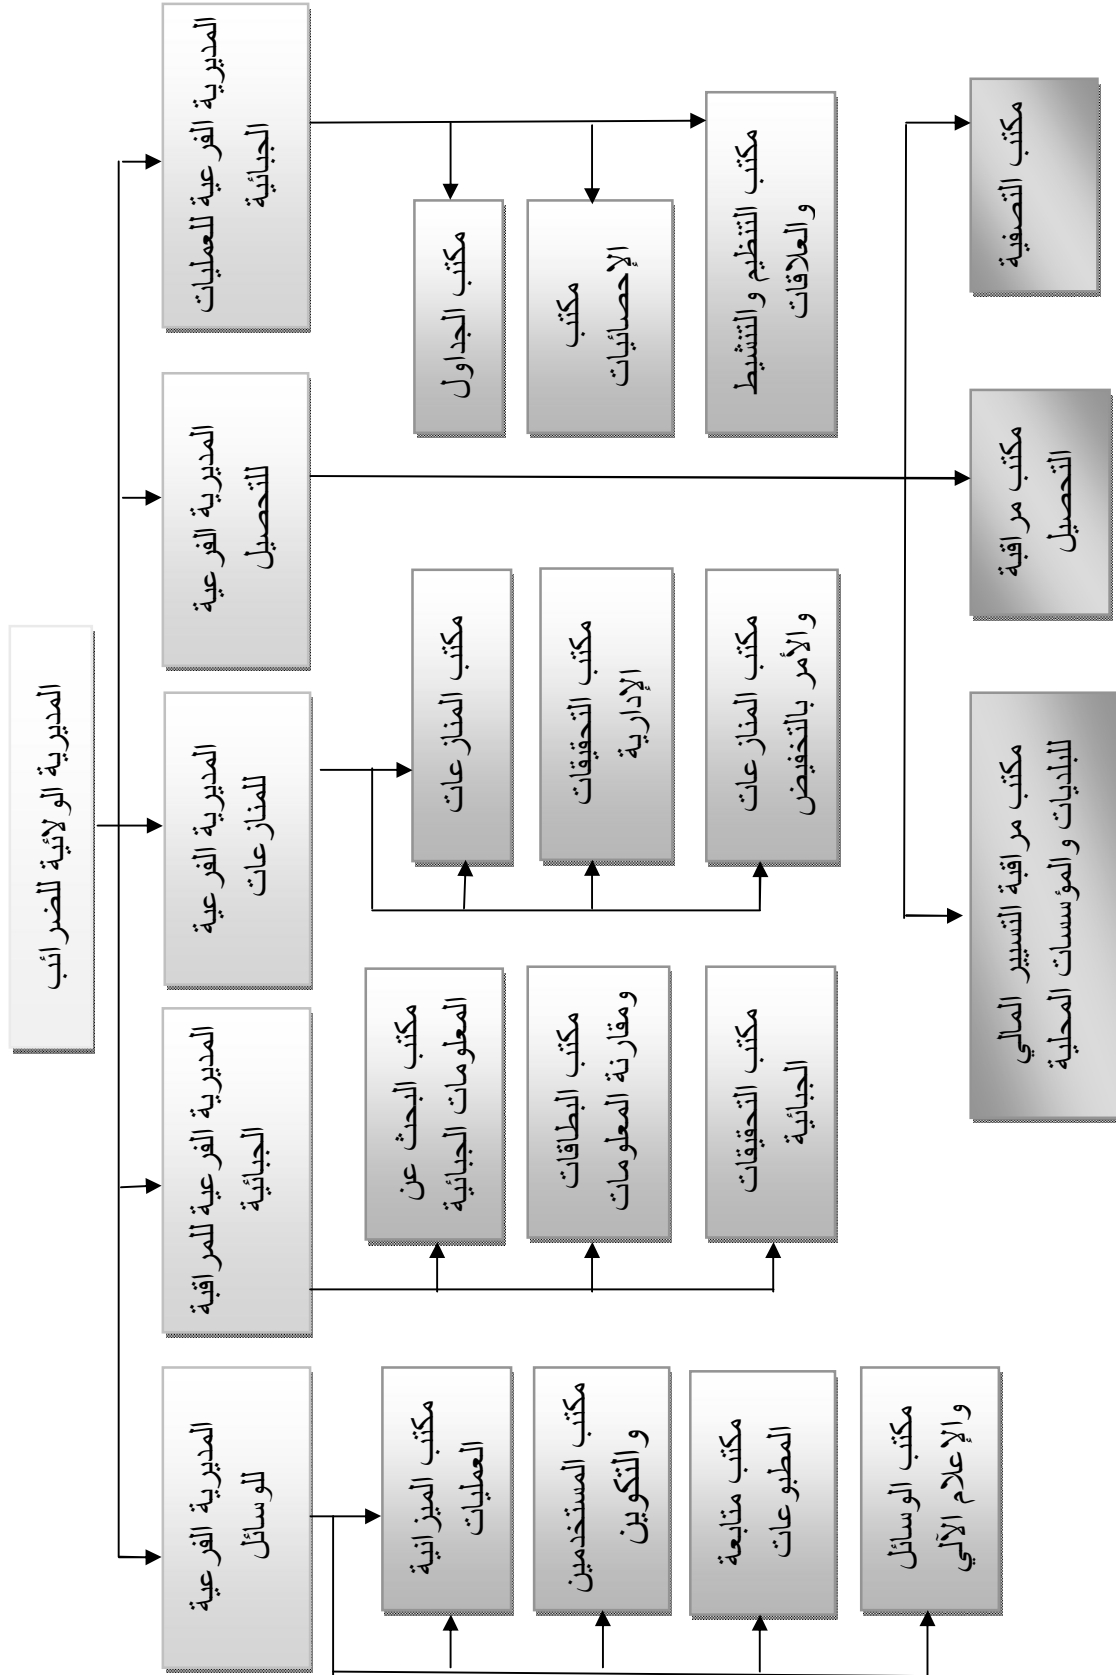 المديرية الولائية للضرائب
المديرية الفرعية للعمليات
الجبائية
المديرية الفرعية
للتحصيل
المديرية الفرعية
للمنازعات
المديرية الفرعية للمراقبة
الجبائية
المديرية الفرعية
للوسائل
مكتب الجداول
مكتب
الإحصائيات
مكتب التنظيم والتنشيط
والعلاقات
مكتب التصفية
مكتب مراقبة
التحصيل
مكتب مراقبة التسيير المالي
للبلديات والمؤسسات المحلية
مكتب المنازعات
مكتب التحقيقات
الإدارية
مكتب المنازعات
والأمر بالتخفيض
مكتب البحث عن
المعلومات الجبائية
مكتب البطاقات
ومقارنة المعلومات
مكتب التحقيقات
الجبائية
مكتب الميزانية
العمليات
مكتب المستخدمين
والتكوين
مكتب متابعة
المطبوعات
مكتب الوسائل
والإعلام الآلي